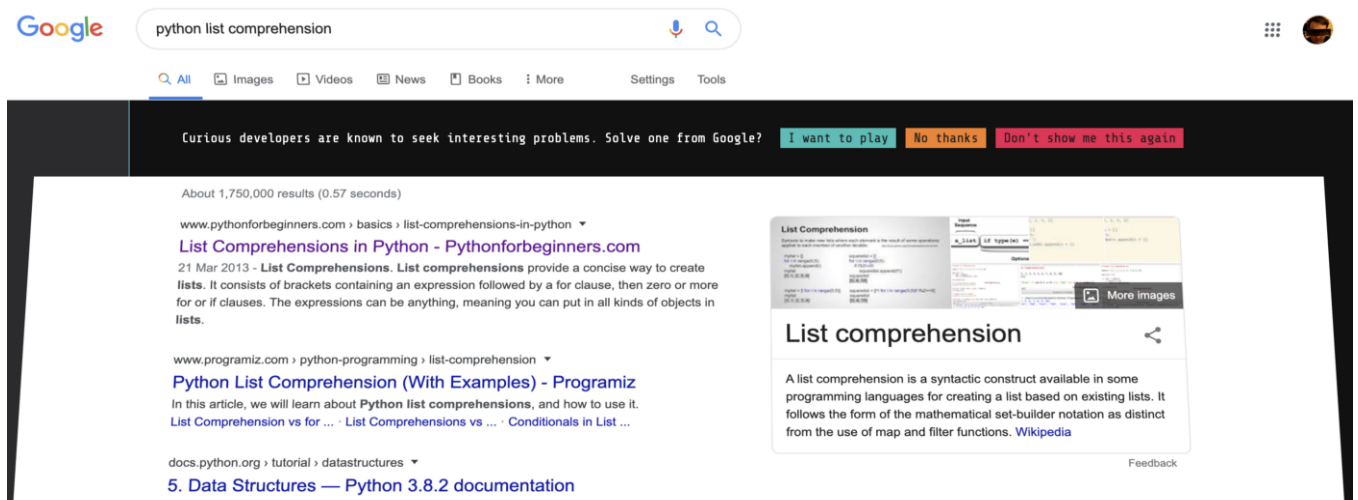 Google
python list comprehension
All Images Videos News Books More Settings Tools
Curious developers are known to seek interesting problems. Solve one from Google? I want to play No thanks Don't show me this again
About 1,750,000 results (0.57 seconds)
www.pythonforbeginners.com › basics › list-comprehensions-in-python
List Comprehensions in Python - Pythonforbeginners.com
21 Mar 2013 - List Comprehensions. List comprehensions provide a concise way to create
lists. It consists of brackets containing an expression followed by a for clause, then zero or more
for or if clauses. The expressions can be anything, meaning you can put in all kinds of objects in
lists.
www.programiz.com › python-programming › list-comprehension
Python List Comprehension (With Examples) - Programiz
In this article, we will learn about Python list comprehensions, and how to use it.
List Comprehension vs for ... · List Comprehensions vs ... · Conditionals in List ...
docs.python.org › tutorial › datastructures
5. Data Structures — Python 3.8.2 documentation
List Comprehension
Input
Sequence
a_list if type(e) ==
More images
List comprehension
A list comprehension is a syntactic construct available in some
programming languages for creating a list based on existing lists. It
follows the form of the mathematical set-builder notation as distinct
from the use of map and filter functions. Wikipedia
Feedback